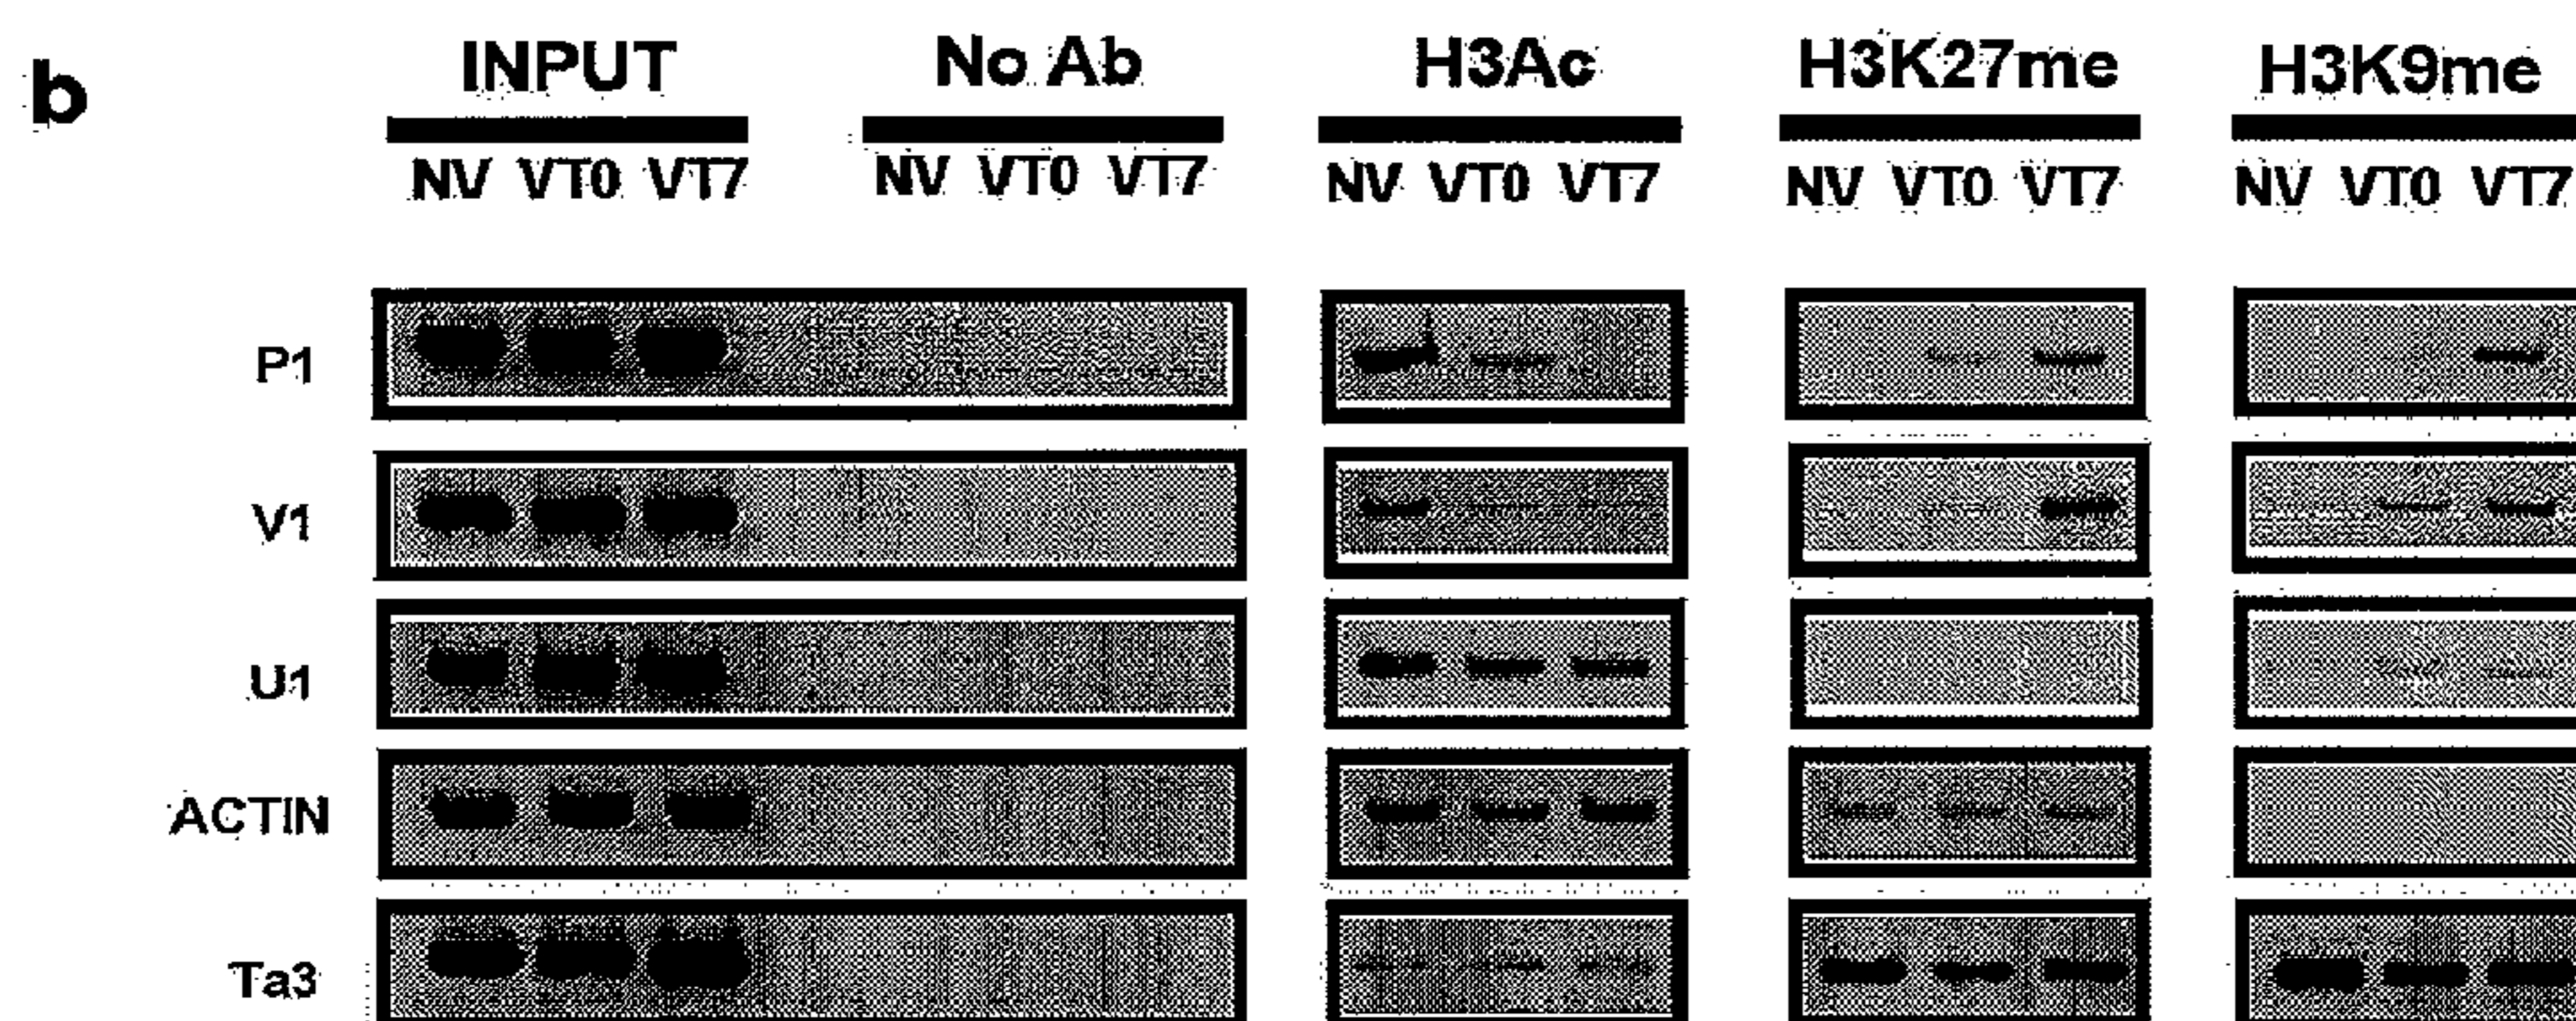 b INPUT No Ab H3Ac H3K27me H3K9me
NV VT0 VT7 NV VT0 VT7 NV VT0 VT7 NV VT0 VT7 NV VT0 VT7
P1
V1
U1
ACTIN
Ta3